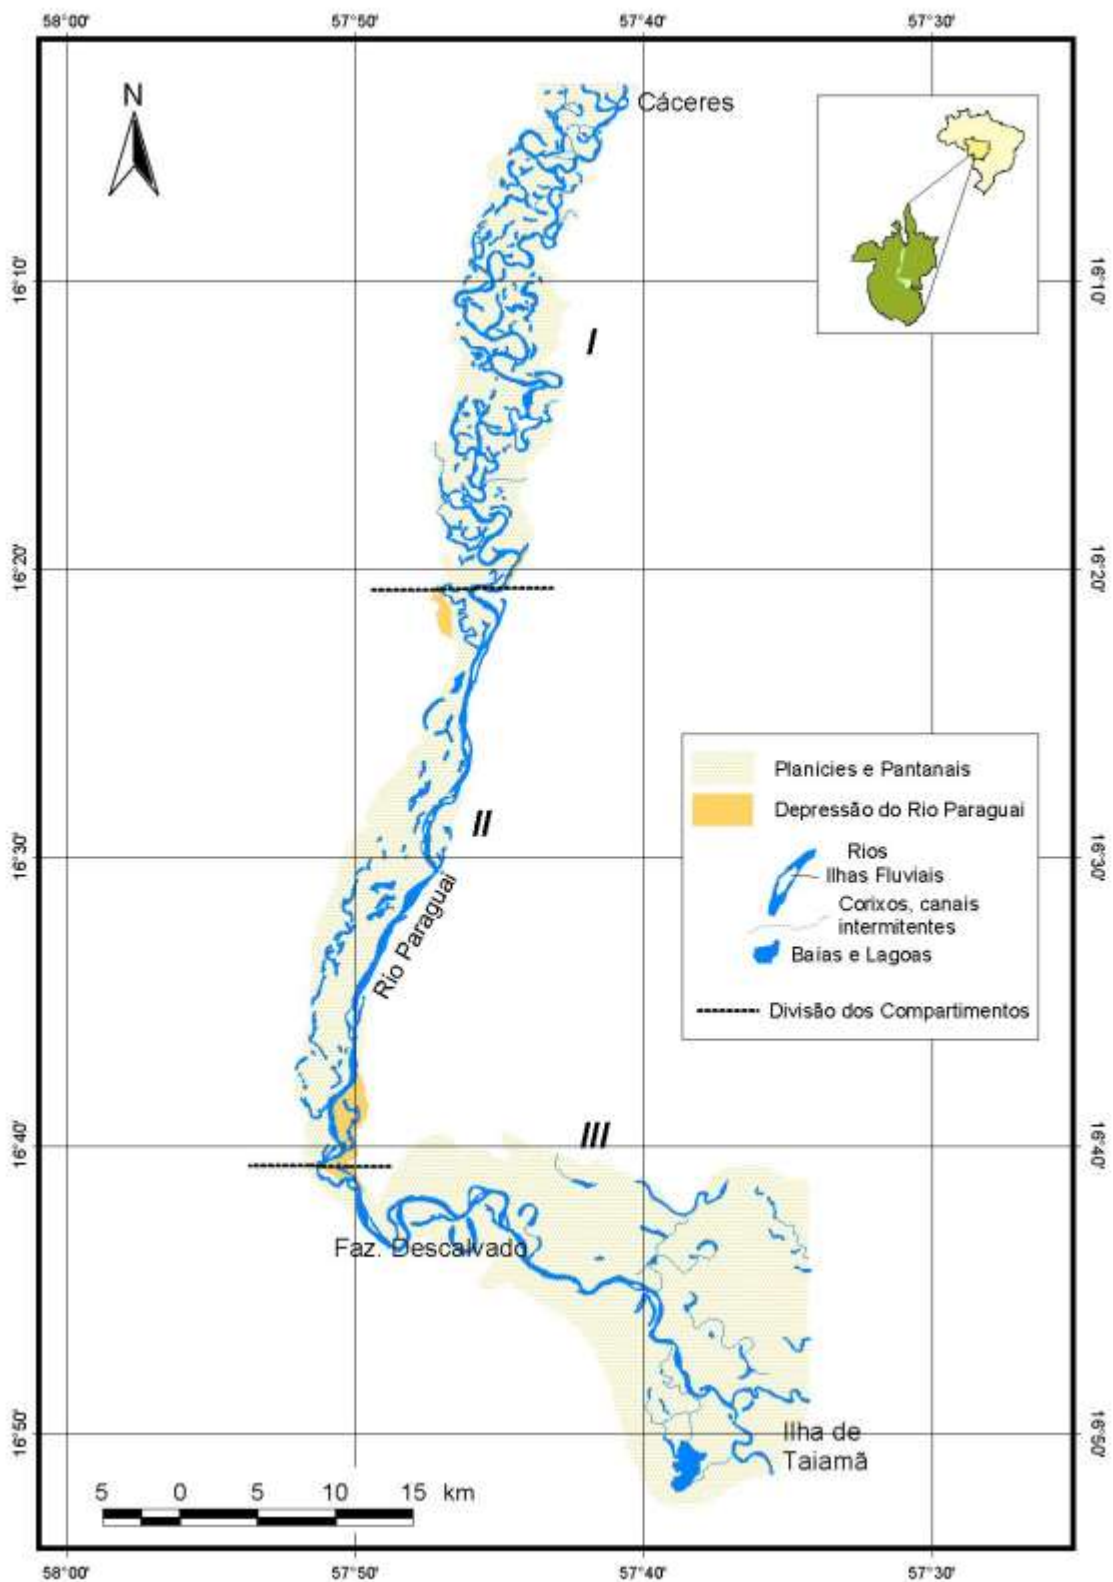 58°00'
57°50'
57°40'
57°30'
N
Cáceres
16°10'
16°10'
I
16°20'
16°20'
Planicies e Pantanais
Depressão do Rio Paraguai
Rios
Ilhas Fluviais
Corixos, canais
intermitentes
Baias e Lagoas
Divisão dos Compartimentos
II
16°30'
16°30'
Rio Paraguai
III
16°40'
16°40'
Faz. Descalvado
Ilha de
Taiamã
16°50'
16°50'
5 0 5 10 15 km
58°00'
57°50'
57°40'
57°30'